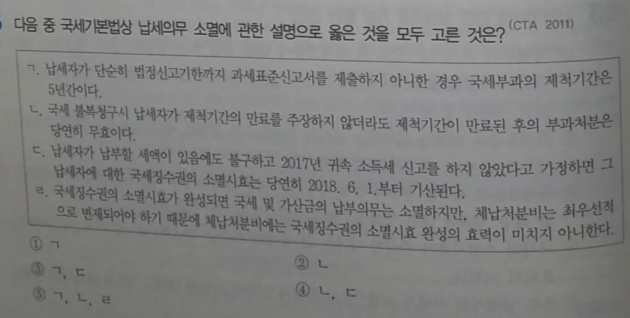 다음 중 국세기본법상 납세의무 소멸에 관한 설명으로 옳은 것을 모두 고른 것은? (CTA 2011)
ㄱ. 납세자가 단순히 법정신고기한까지 과세표준신고서를 제출하지 아니한 경우 국세부과의 제척기간은
5년간이다.
ㄴ. 국세 불복청구시 납세자가 제척기간의 만료를 주장하지 않더라도 제척기간이 만료된 후의 부과처분은
당연히 무효이다.
ㄷ. 납세자가 납부할 세액이 있음에도 불구하고 2017년 귀속 소득세 신고를 하지 않았다고 가정하면 그
납세자에 대한 국세징수권의 소멸시효는 당연히 2018. 6. 1.부터 기산된다.
ㄹ. 국세징수권의 소멸시효가 완성되면 국세 및 가산금의 납부의무는 소멸하지만, 체납처분비는 최우선적
으로 변제되어야 하기 때문에 체납처분비에는 국세징수권의 소멸시효 완성의 효력이 미치지 아니한다.
① ㄱ
② ㄴ
③ ㄱ, ㄷ
④ ㄴ, ㄷ
⑤ ㄱ, ㄴ, ㄹ